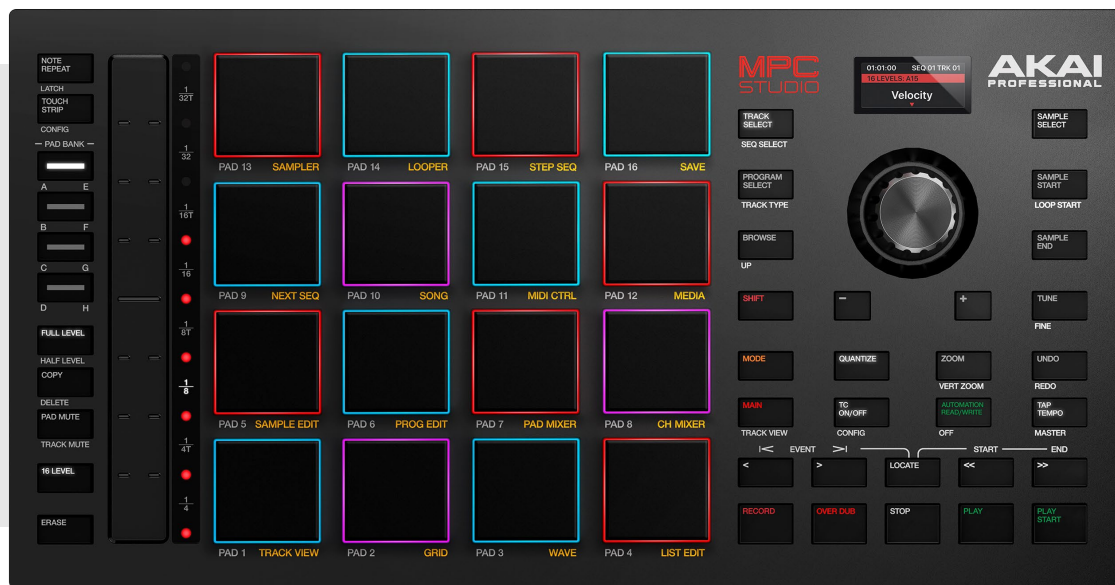 NOTE
REPEAT
LATCH
TOUCH
STRIP
CONFIG
PAD BANK
A E
B F
C G
D H
FULL LEVEL
HALF LEVEL
COPY
DELETE
PAD MUTE
TRACK MUTE
16 LEVEL
ERASE
1/32T
1/32
1/16T
1/16
1/8T
1/8
1/4T
1/4
PAD 13 SAMPLER
PAD 14 LOOPER
PAD 15 STEP SEQ
PAD 16 SAVE
PAD 9 NEXT SEQ
PAD 10 SONG
PAD 11 MIDI CTRL
PAD 12 MEDIA
PAD 5 SAMPLE EDIT
PAD 6 PROG EDIT
PAD 7 PAD MIXER
PAD 8 CH MIXER
PAD 1 TRACK VIEW
PAD 2 GRID
PAD 3 WAVE
PAD 4 LIST EDIT
MPC
STUDIO
01:01:00 SEQ 01 TRK 01
16 LEVELS: A15
Velocity
AKAI
PROFESSIONAL
TRACK
SELECT
SEQ SELECT
SAMPLE
SELECT
PROGRAM
SELECT
TRACK TYPE
SAMPLE
START
LOOP START
BROWSE
UP
SAMPLE
END
SHIFT
−
+
TUNE
FINE
MODE
QUANTIZE
ZOOM
VERT ZOOM
UNDO
REDO
MAIN
TRACK VIEW
TC
ON/OFF
CONFIG
AUTOMATION
READ/WRITE
OFF
TAP
TEMPO
MASTER
|< EVENT >| START END
< > LOCATE << >>
RECORD
OVER DUB
STOP
PLAY
PLAY
START